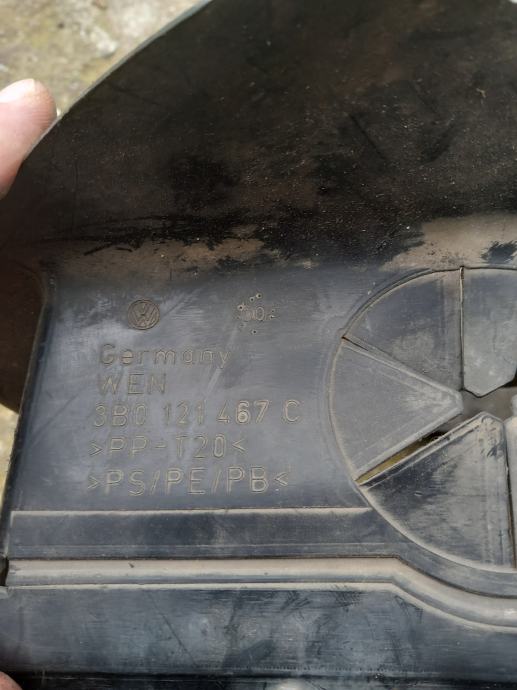 Germany
WEN
3B0 121 467 C
>PP-T20<
>PS/PE/PB<